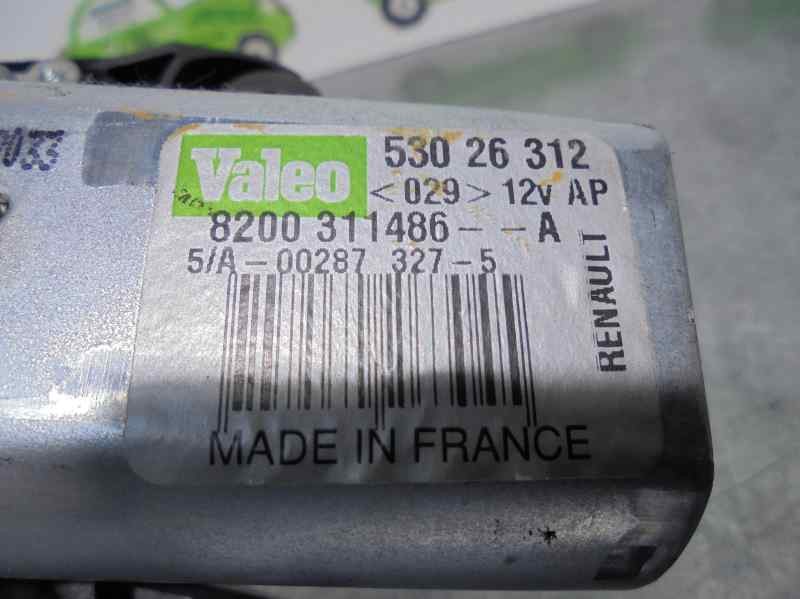 Valeo
530 26 312
<029> 12V AP
8200 311486--A
5/A-00287 327-5
RENAULT
MADE IN FRANCE